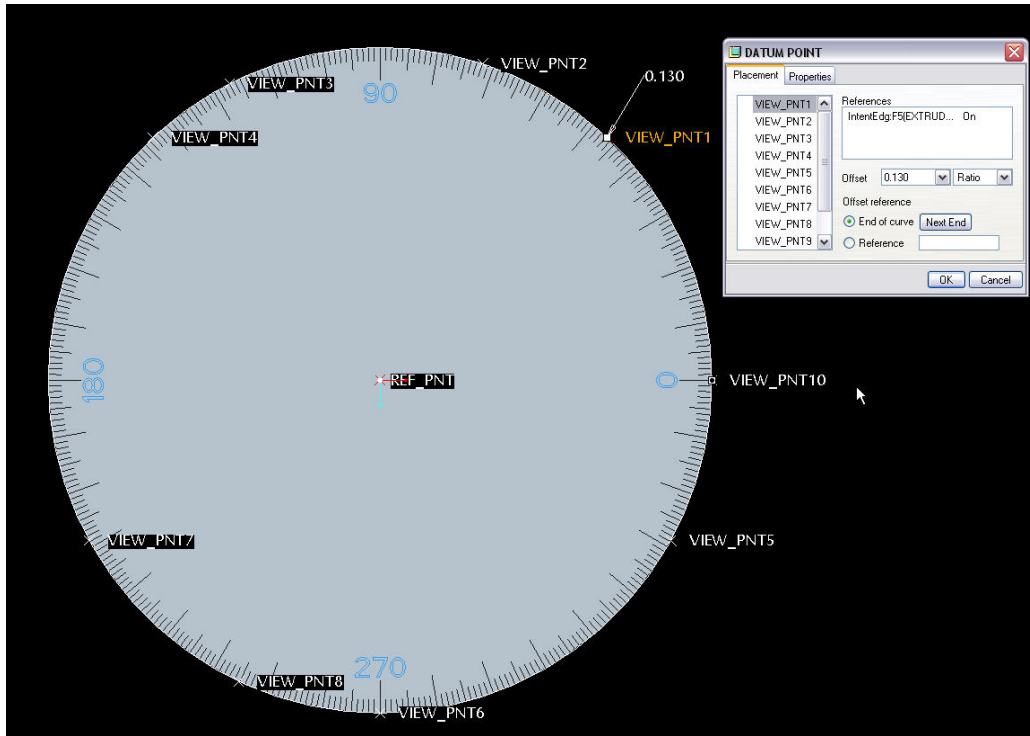 VIEW_PNT2
VIEW_PNT3
90
0.130
VIEW_PNT4
VIEW_PNT1
180
REF_PNT
0
VIEW_PNT10
VIEW_PNT7
VIEW_PNT5
270
VIEW_PNT8
VIEW_PNT6
DATUM POINT
Placement Properties
VIEW_PNT1
VIEW_PNT2
VIEW_PNT3
VIEW_PNT4
VIEW_PNT5
VIEW_PNT6
VIEW_PNT7
VIEW_PNT8
VIEW_PNT9
References
IntentEdg:F5(EXTRUD... On
Offset 0.130 Ratio
Offset reference
End of curve Next End
Reference
OK Cancel